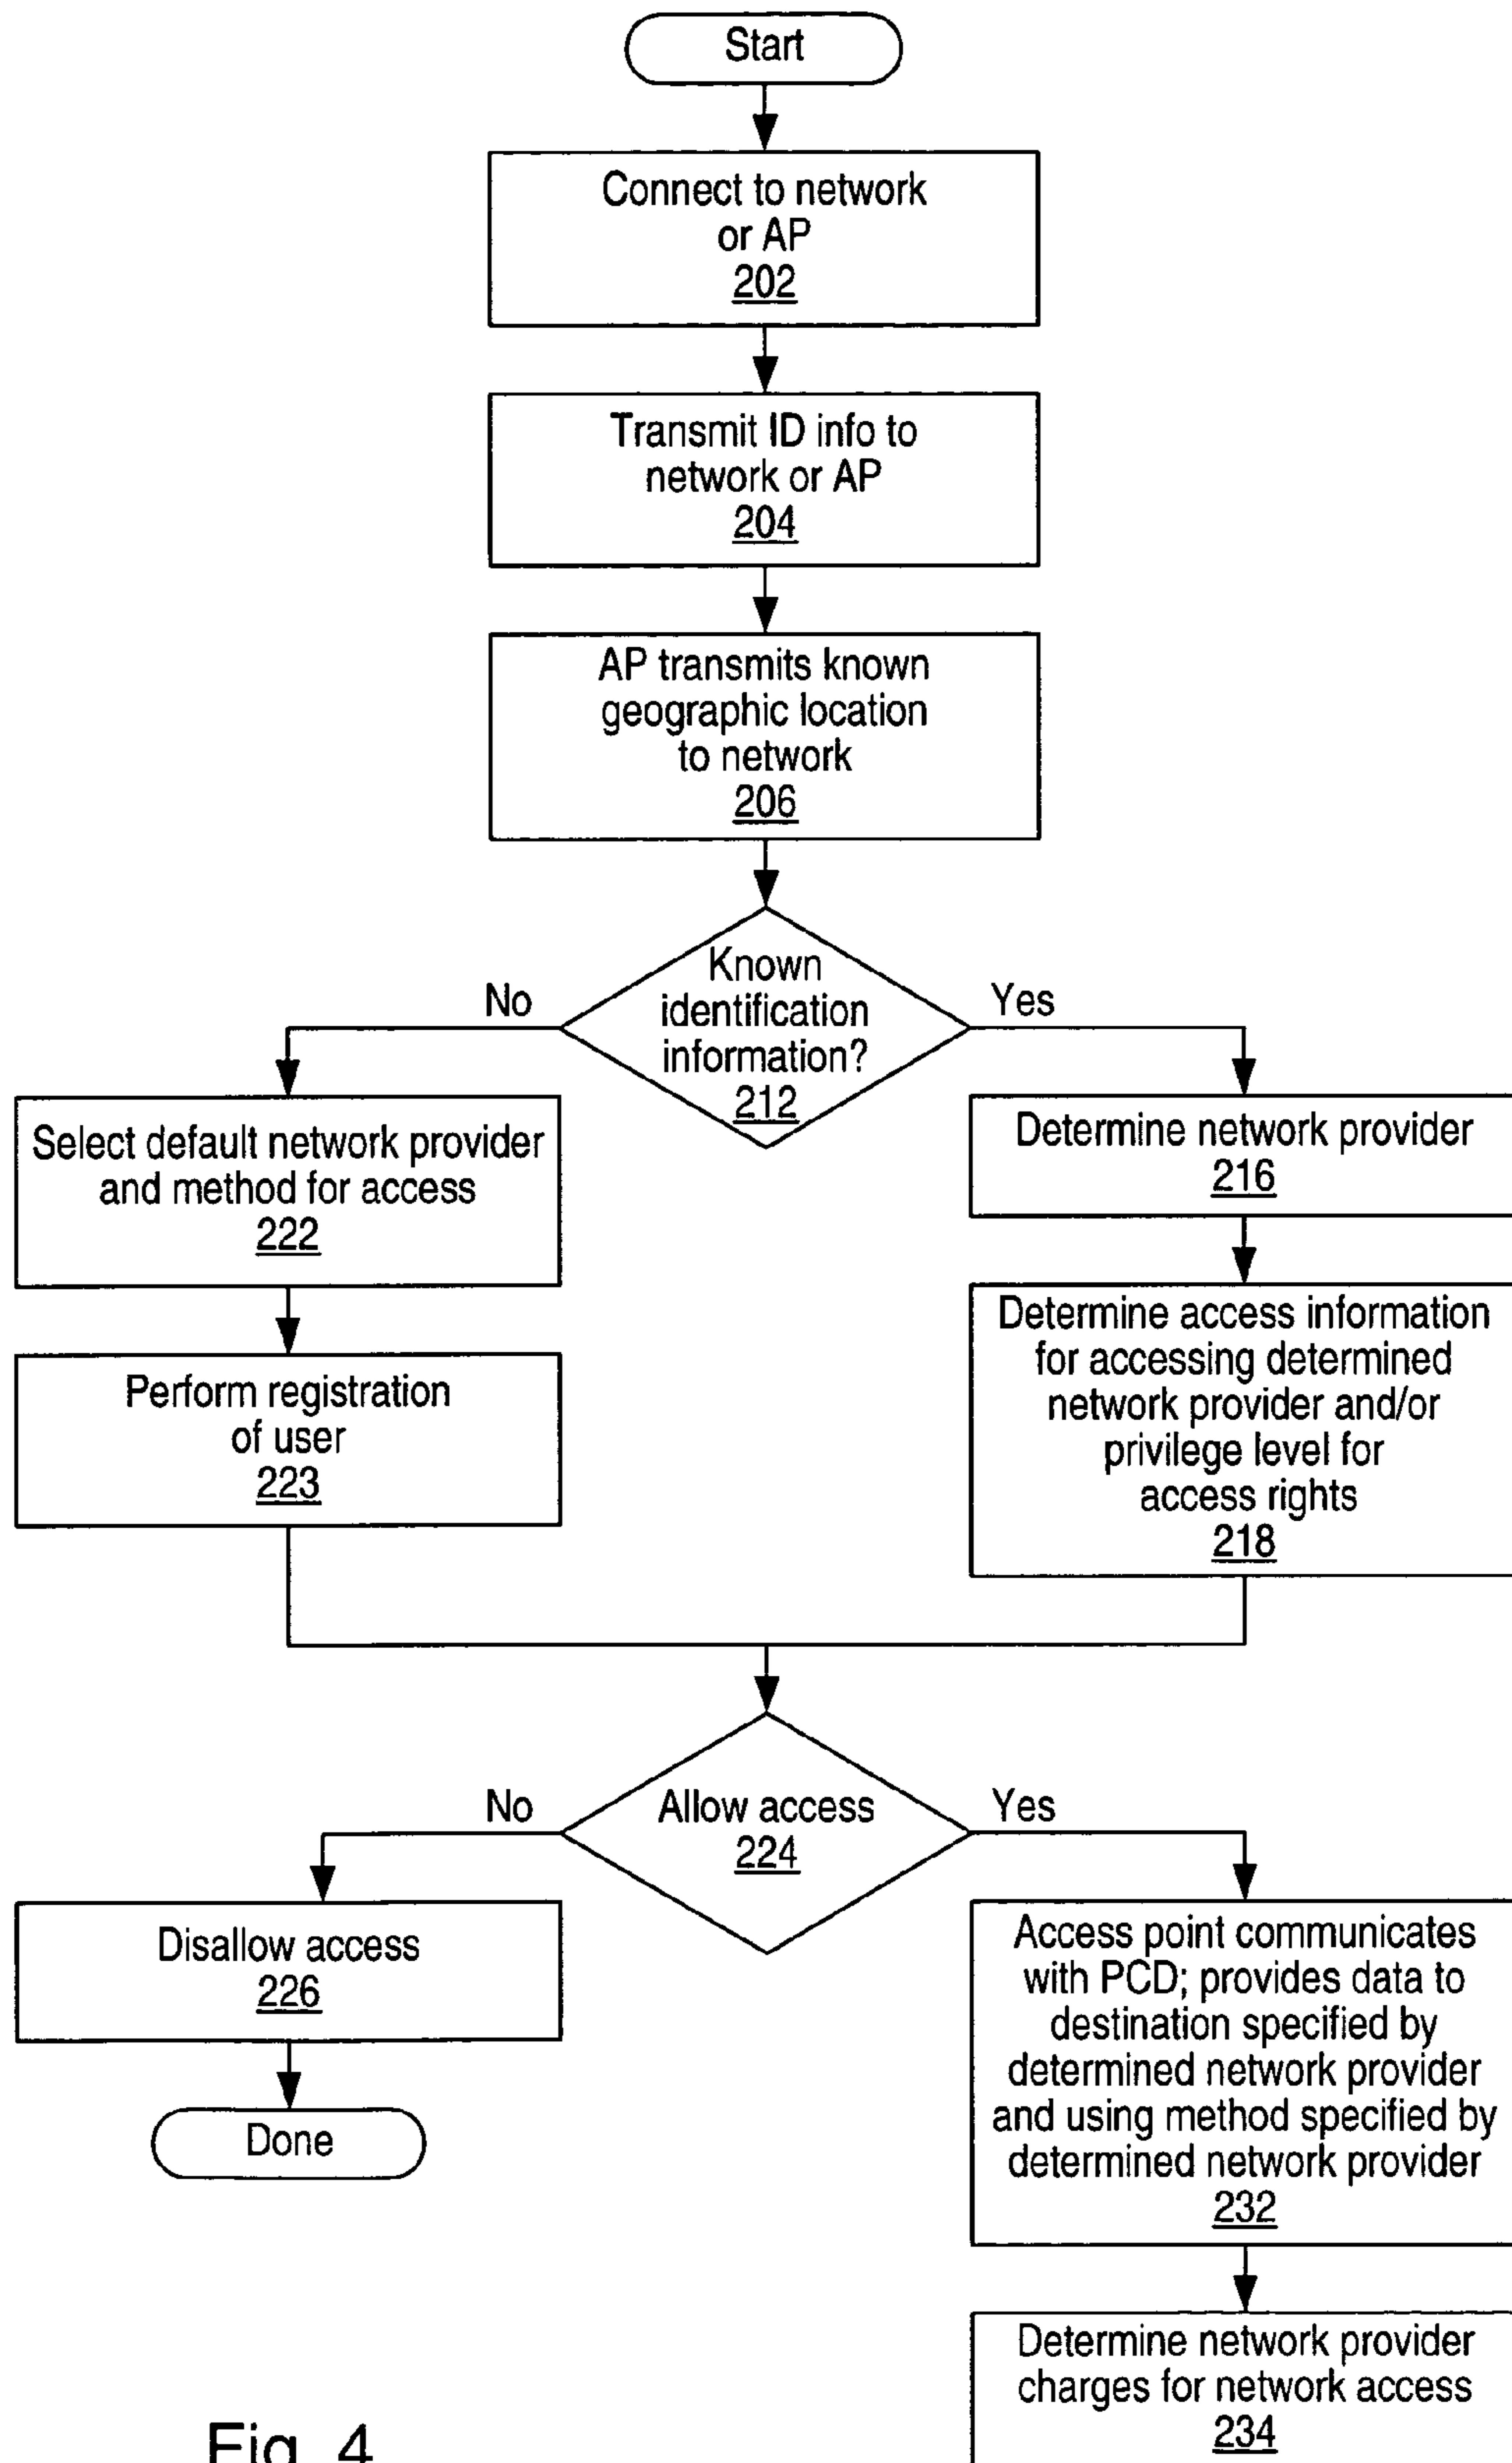 Start
Connect to network
or AP
202
Transmit ID info to
network or AP
204
AP transmits known
geographic location
to network
206
Known
identification
information?
212
No
Yes
Select default network provider
and method for access
222
Determine network provider
216
Perform registration
of user
223
Determine access information
for accessing determined
network provider and/or
privilege level for
access rights
218
Allow access
224
No
Yes
Disallow access
226
Done
Access point communicates
with PCD; provides data to
destination specified by
determined network provider
and using method specified by
determined network provider
232
Determine network provider
charges for network access
234
Fig. 4